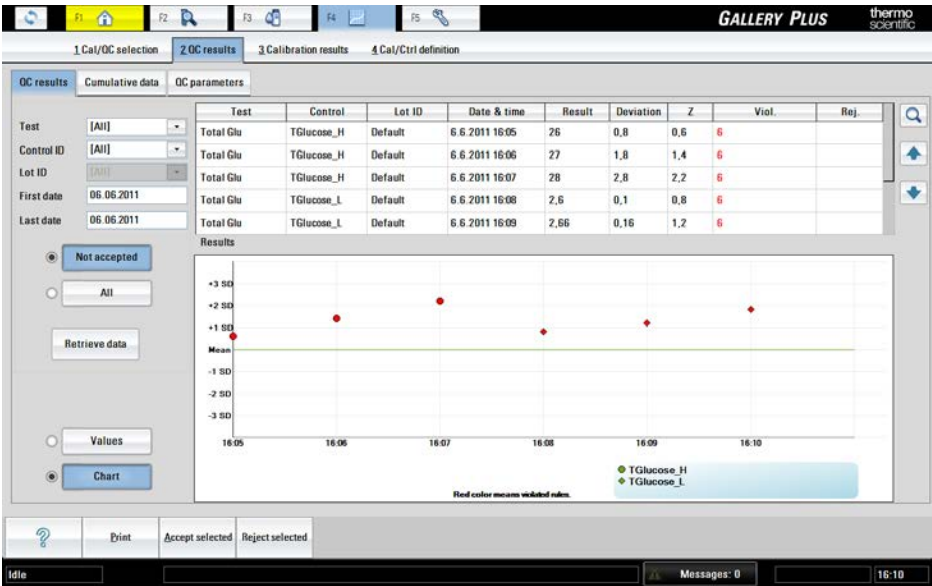 F1 F2 F3 F4 F5 GALLERY PLUS thermo scientific
1 Cal/QC selection 2 QC results 3 Calibration results 4 Cal/Ctrl definition
QC results Cumulative data QC parameters
Test [All]
Control ID [All]
Lot ID [All]
First date 06.06.2011
Last date 06.06.2011
Not accepted
All
Retrieve data
Values
Chart
Test Control Lot ID Date & time Result Deviation Z Viol. Rej.
Total Glu TGlucose_H Default 6.6.2011 16:05 26 0,8 0,6 6
Total Glu TGlucose_H Default 6.6.2011 16:06 27 1,8 1,4 6
Total Glu TGlucose_H Default 6.6.2011 16:07 28 2,8 2,2 6
Total Glu TGlucose_L Default 6.6.2011 16:08 2,6 0,1 0,8 6
Total Glu TGlucose_L Default 6.6.2011 16:09 2,66 0,16 1,2 6
Results
+3 SD
+2 SD
+1 SD
Mean
-1 SD
-2 SD
-3 SD
16:05 16:06 16:07 16:08 16:09 16:10
TGlucose_H
TGlucose_L
Red color means violated rules.
? Print Accept selected Reject selected
Idle Messages: 0 16:10